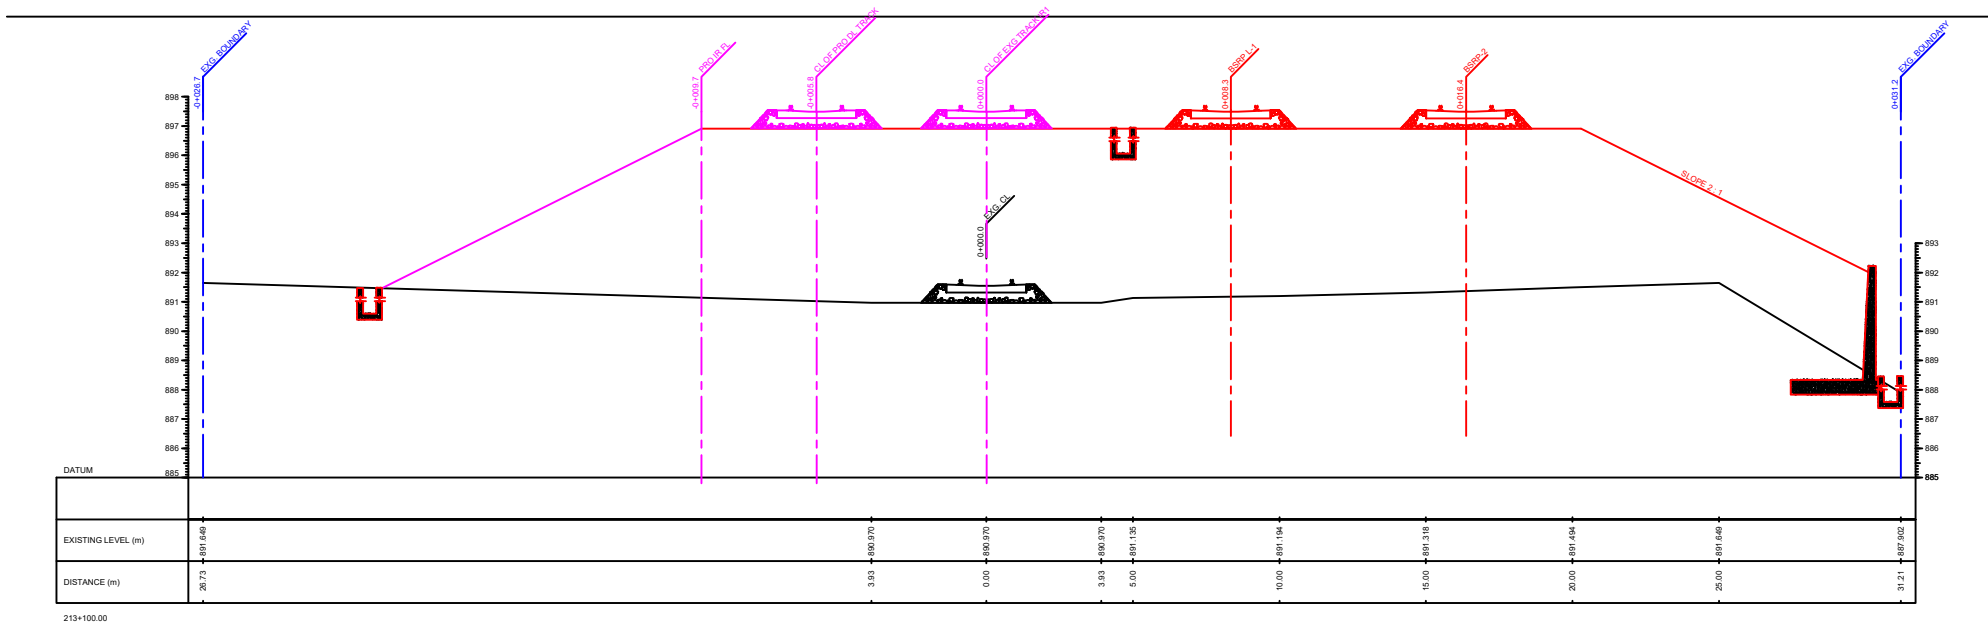 EXG. BOUNDARY
-0+026.7
PRO IR FL
-0+009.7
CL OF PRO DL TRACK
-0+005.8
CL OF EXG TRACK/R1
0+000.0
BSRP L-1
0+008.3
BSRP-2
0+016.4
EXG. BOUNDARY
0+031.2
898
897
896
895
894
893
892
891
890
889
888
887
886
885
EXG. CL
0+000.0
SLOPE 2 : 1
893
892
891
890
889
888
887
886
885
DATUM
EXISTING LEVEL (m) 891.649 890.970 890.970 890.970 891.135 891.194 891.318 891.494 891.649 887.902
DISTANCE (m) 26.73 3.93 0.00 3.93 5.00 10.00 15.00 20.00 25.00 31.21
213+100.00